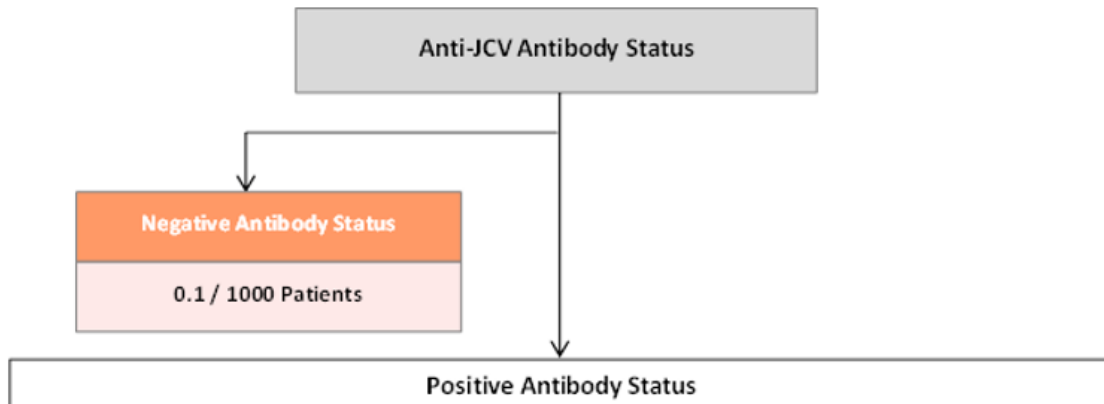 Anti-JCV Antibody Status
Negative Antibody Status
0.1 / 1000 Patients
Positive Antibody Status